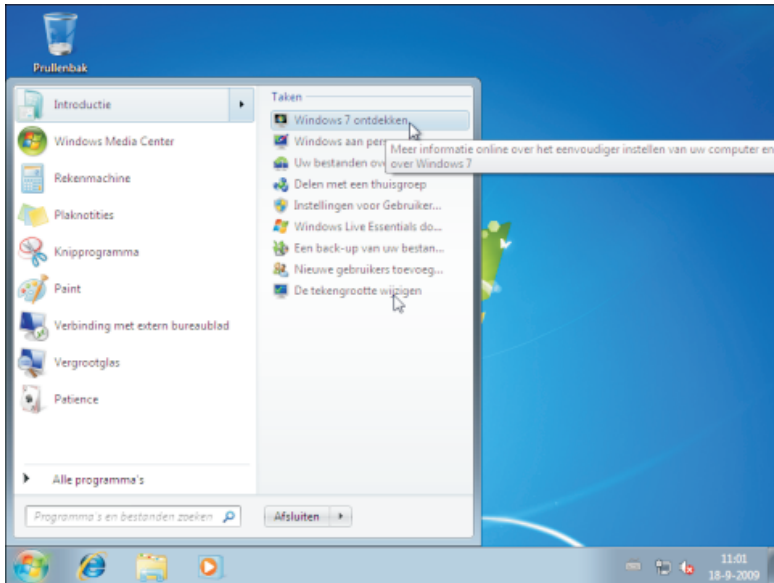 Prullenbak
Introductie
Windows Media Center
Rekenmachine
Plaknotities
Knipprogramma
Paint
Verbinding met extern bureaublad
Vergrootglas
Patience
Alle programma's
Programma's en bestanden zoeken
Taken
Windows 7 ontdekken
Windows aan per
Uw bestanden ov
Delen met een thuisgroep
Instellingen voor Gebruiker...
Windows Live Essentials do...
Een back-up van uw bestan...
Nieuwe gebruikers toevoeg...
De tekengrootte wijzigen
Afsluiten
Meer informatie online over het eenvoudiger instellen van uw computer en
over Windows 7
11:01
18-9-2009